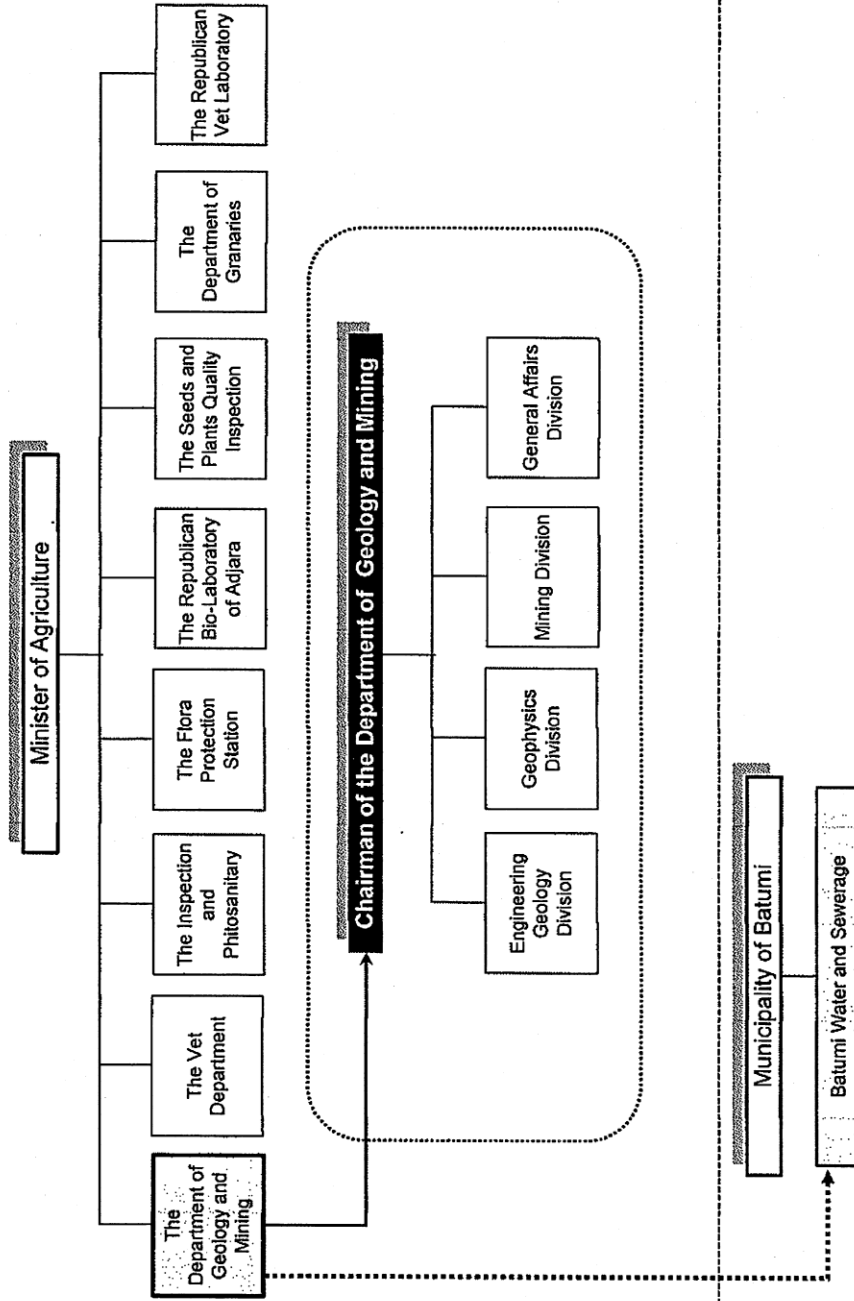 Minister of Agriculture
The
Department of
Geology and
Mining
The Vet
Department
The Inspection
and
Philosanitary
The Flora
Protection
Station
The Republican
Bio-Laboratory
of Adjara
The Seeds and
Plants Quality
Inspection
The
Department of
Granaries
The Republican
Vet Laboratory
Chairman of the Department of Geology and Mining
Engineering
Geology
Division
Geophysics
Division
Mining Division
General Affairs
Division
Municipality of Batumi
Batumi Water and Sewerage